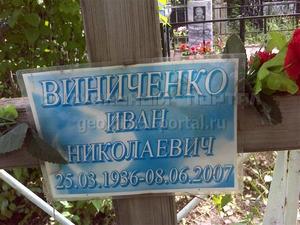 ВИНИЧЕНКО
ИВАН
НИКОЛАЕВИЧ
25.03.1936-08.06.2007